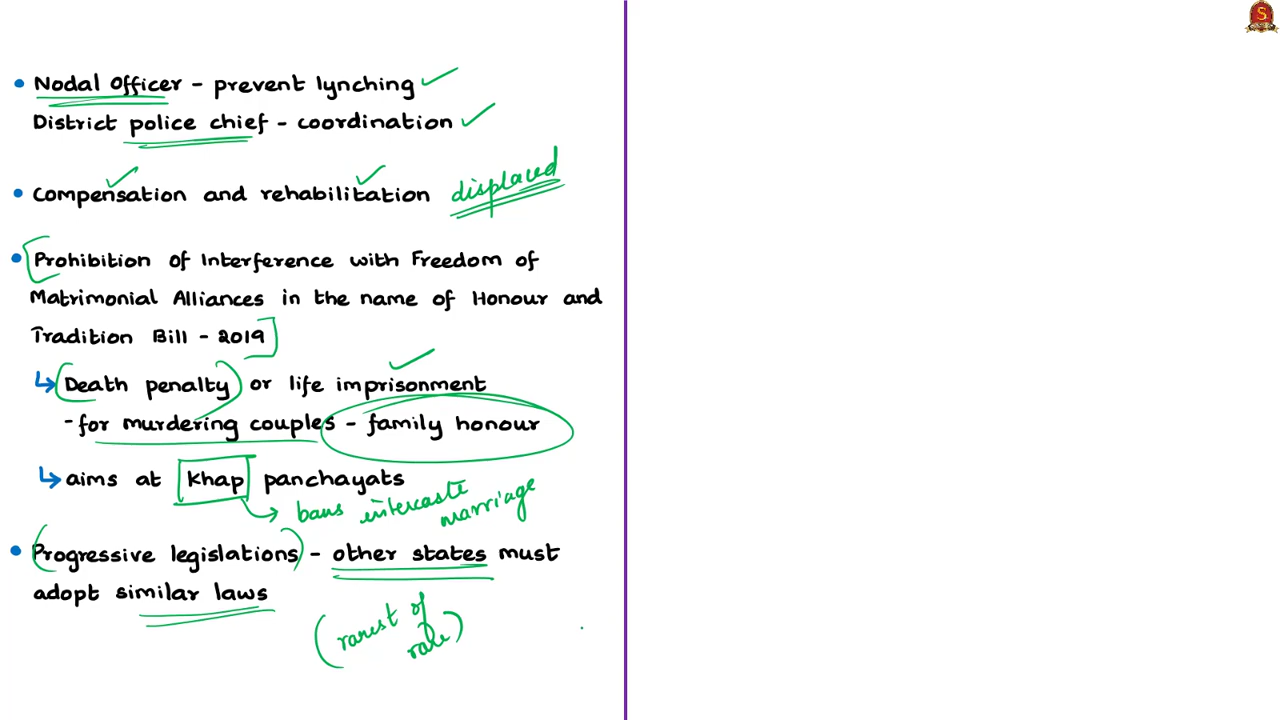 • Nodal Officer - prevent lynching
District police chief - coordination
• Compensation and rehabilitation displaced
• Prohibition of Interference with Freedom of
Matrimonial Alliances in the name of Honour and
Tradition Bill - 2019
↳ Death penalty or life imprisonment
- for murdering couples - family honour
↳ aims at Khap panchayats
→ bans intercaste marriage
• (Progressive legislations) - other states must
adopt similar laws
(rarest of
rare)
S